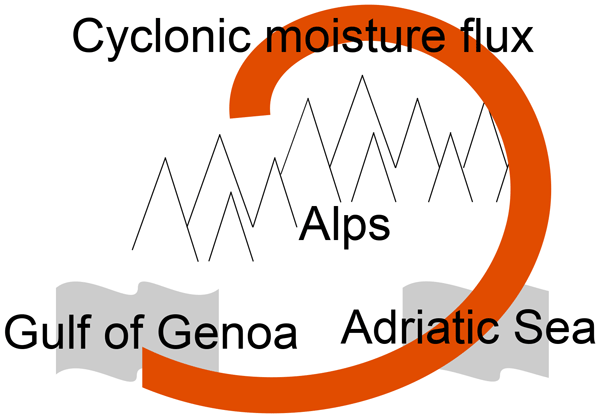 Cyclonic moisture flux
Alps
Gulf of Genoa
Adriatic Sea